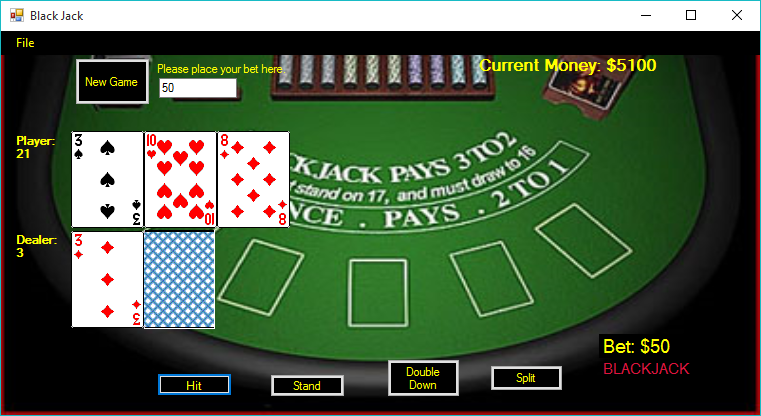 Black Jack
File
New Game
Please place your bet here:
50
Current Money: $5100
Player:
21
3
10
8
3
10
8
BLACKJACK PAYS 3 TO 2
stand on 17, and must draw to 16
PAYS . 2 TO 1
Dealer:
3
3
3
Bet: $50
BLACKJACK
Hit
Stand
Double
Down
Split